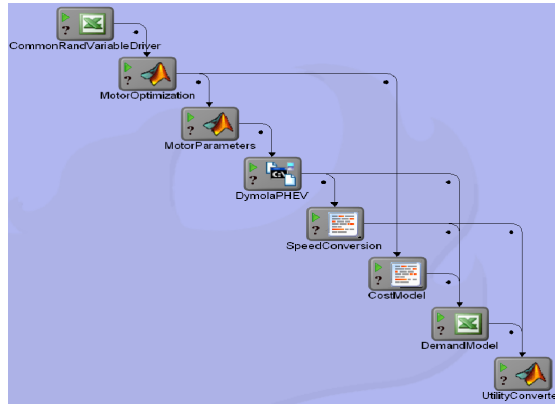 CommonRandVariableDriver
MotorOptimization
MotorParameters
DymolaPHEV
SpeedConversion
CostModel
DemandModel
UtilityConverte